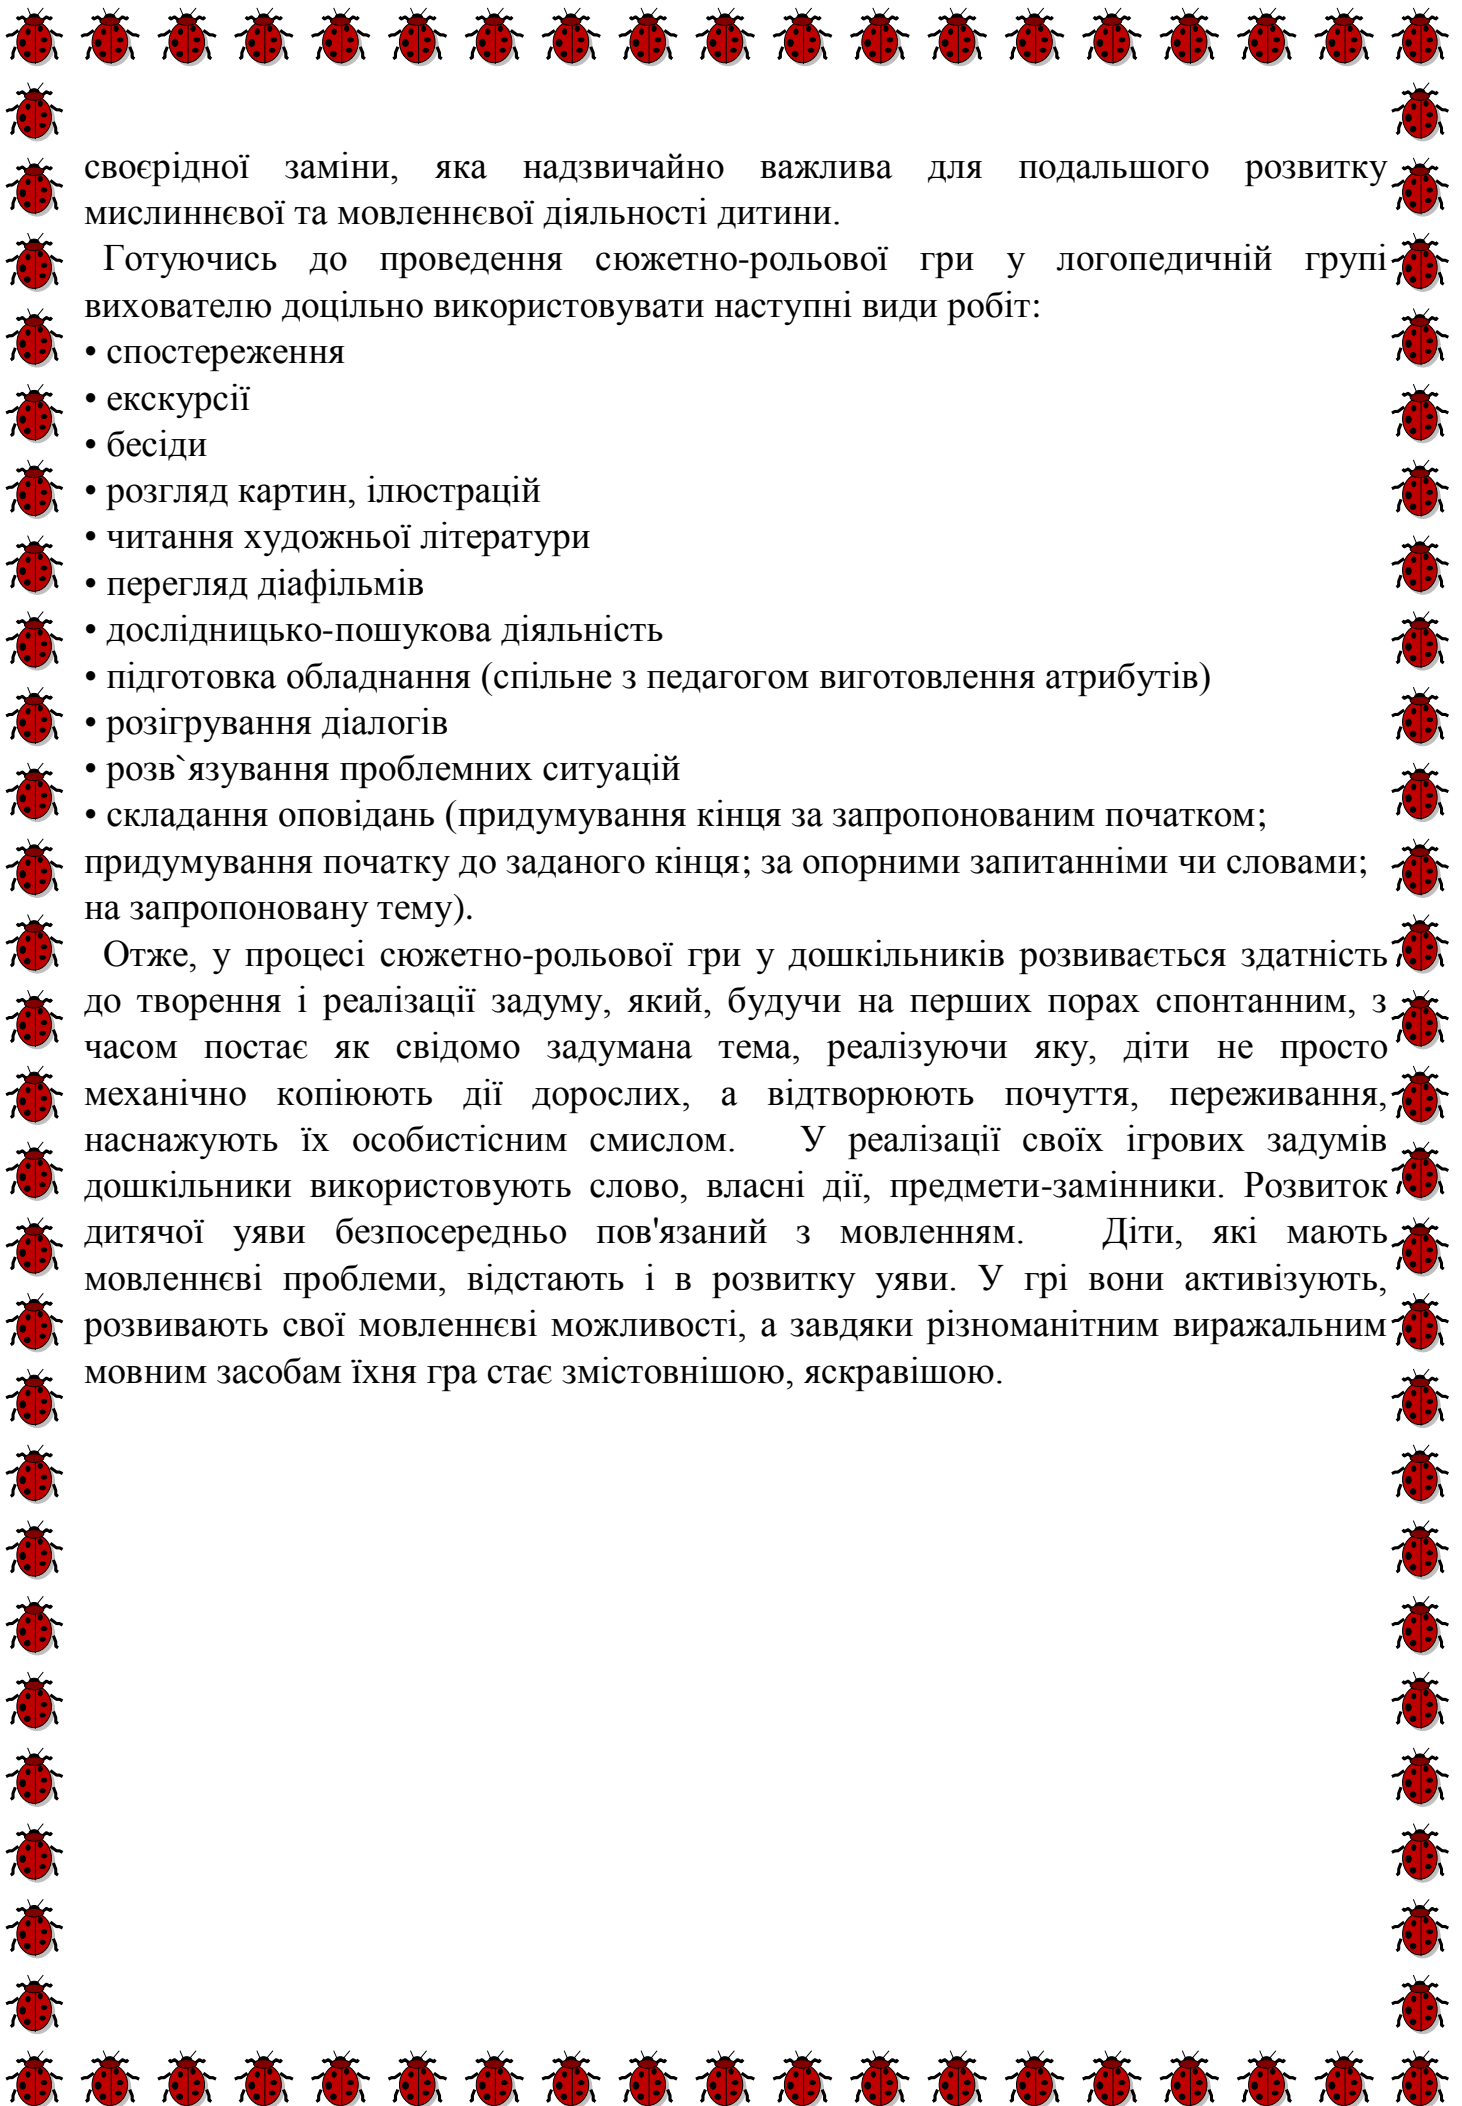 своєрідної заміни, яка надзвичайно важлива для подальшого розвитку
мислиннєвої та мовленнєвої діяльності дитини.
Готуючись до проведення сюжетно-рольової гри у логопедичній групі
вихователю доцільно використовувати наступні види робіт:
• спостереження
• екскурсії
• бесіди
• розгляд картин, ілюстрацій
• читання художньої літератури
• перегляд діафільмів
• дослідницько-пошукова діяльність
• підготовка обладнання (спільне з педагогом виготовлення атрибутів)
• розігрування діалогів
• розв`язування проблемних ситуацій
• складання оповідань (придумування кінця за запропонованим початком;
придумування початку до заданого кінця; за опорними запитанніми чи словами;
на запропоновану тему).
Отже, у процесі сюжетно-рольової гри у дошкільників розвивається здатність
до творення і реалізації задуму, який, будучи на перших порах спонтанним, з
часом постає як свідомо задумана тема, реалізуючи яку, діти не просто
механічно копіюють дії дорослих, а відтворюють почуття, переживання,
наснажують їх особистісним смислом. У реалізації своїх ігрових задумів
дошкільники використовують слово, власні дії, предмети-замінники. Розвиток
дитячої уяви безпосередньо пов'язаний з мовленням. Діти, які мають
мовленнєві проблеми, відстають і в розвитку уяви. У грі вони активізують,
розвивають свої мовленнєві можливості, а завдяки різноманітним виражальним
мовним засобам їхня гра стає змістовнішою, яскравішою.